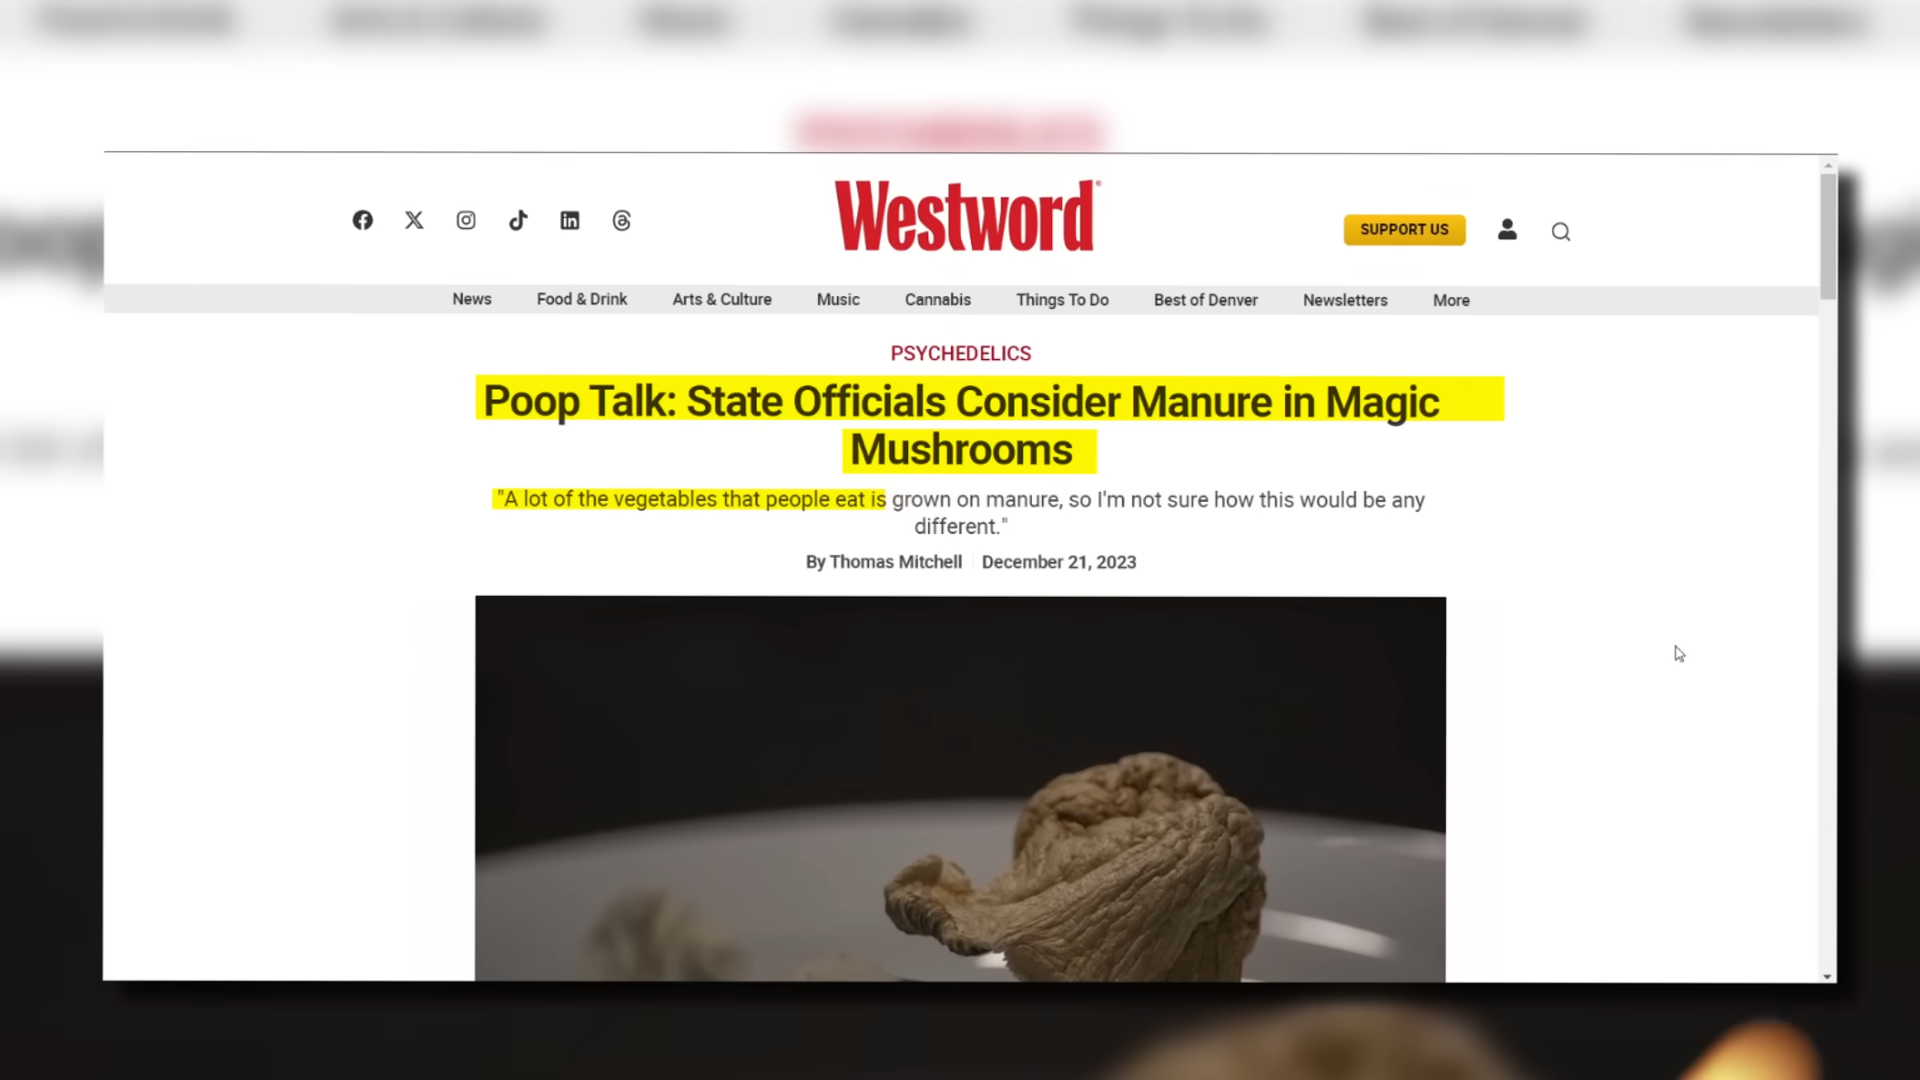 Westword
SUPPORT US
News Food & Drink Arts & Culture Music Cannabis Things To Do Best of Denver Newsletters More
PSYCHEDELICS
Poop Talk: State Officials Consider Manure in Magic
Mushrooms
"A lot of the vegetables that people eat is grown on manure, so I'm not sure how this would be any
different."
By Thomas Mitchell December 21, 2023